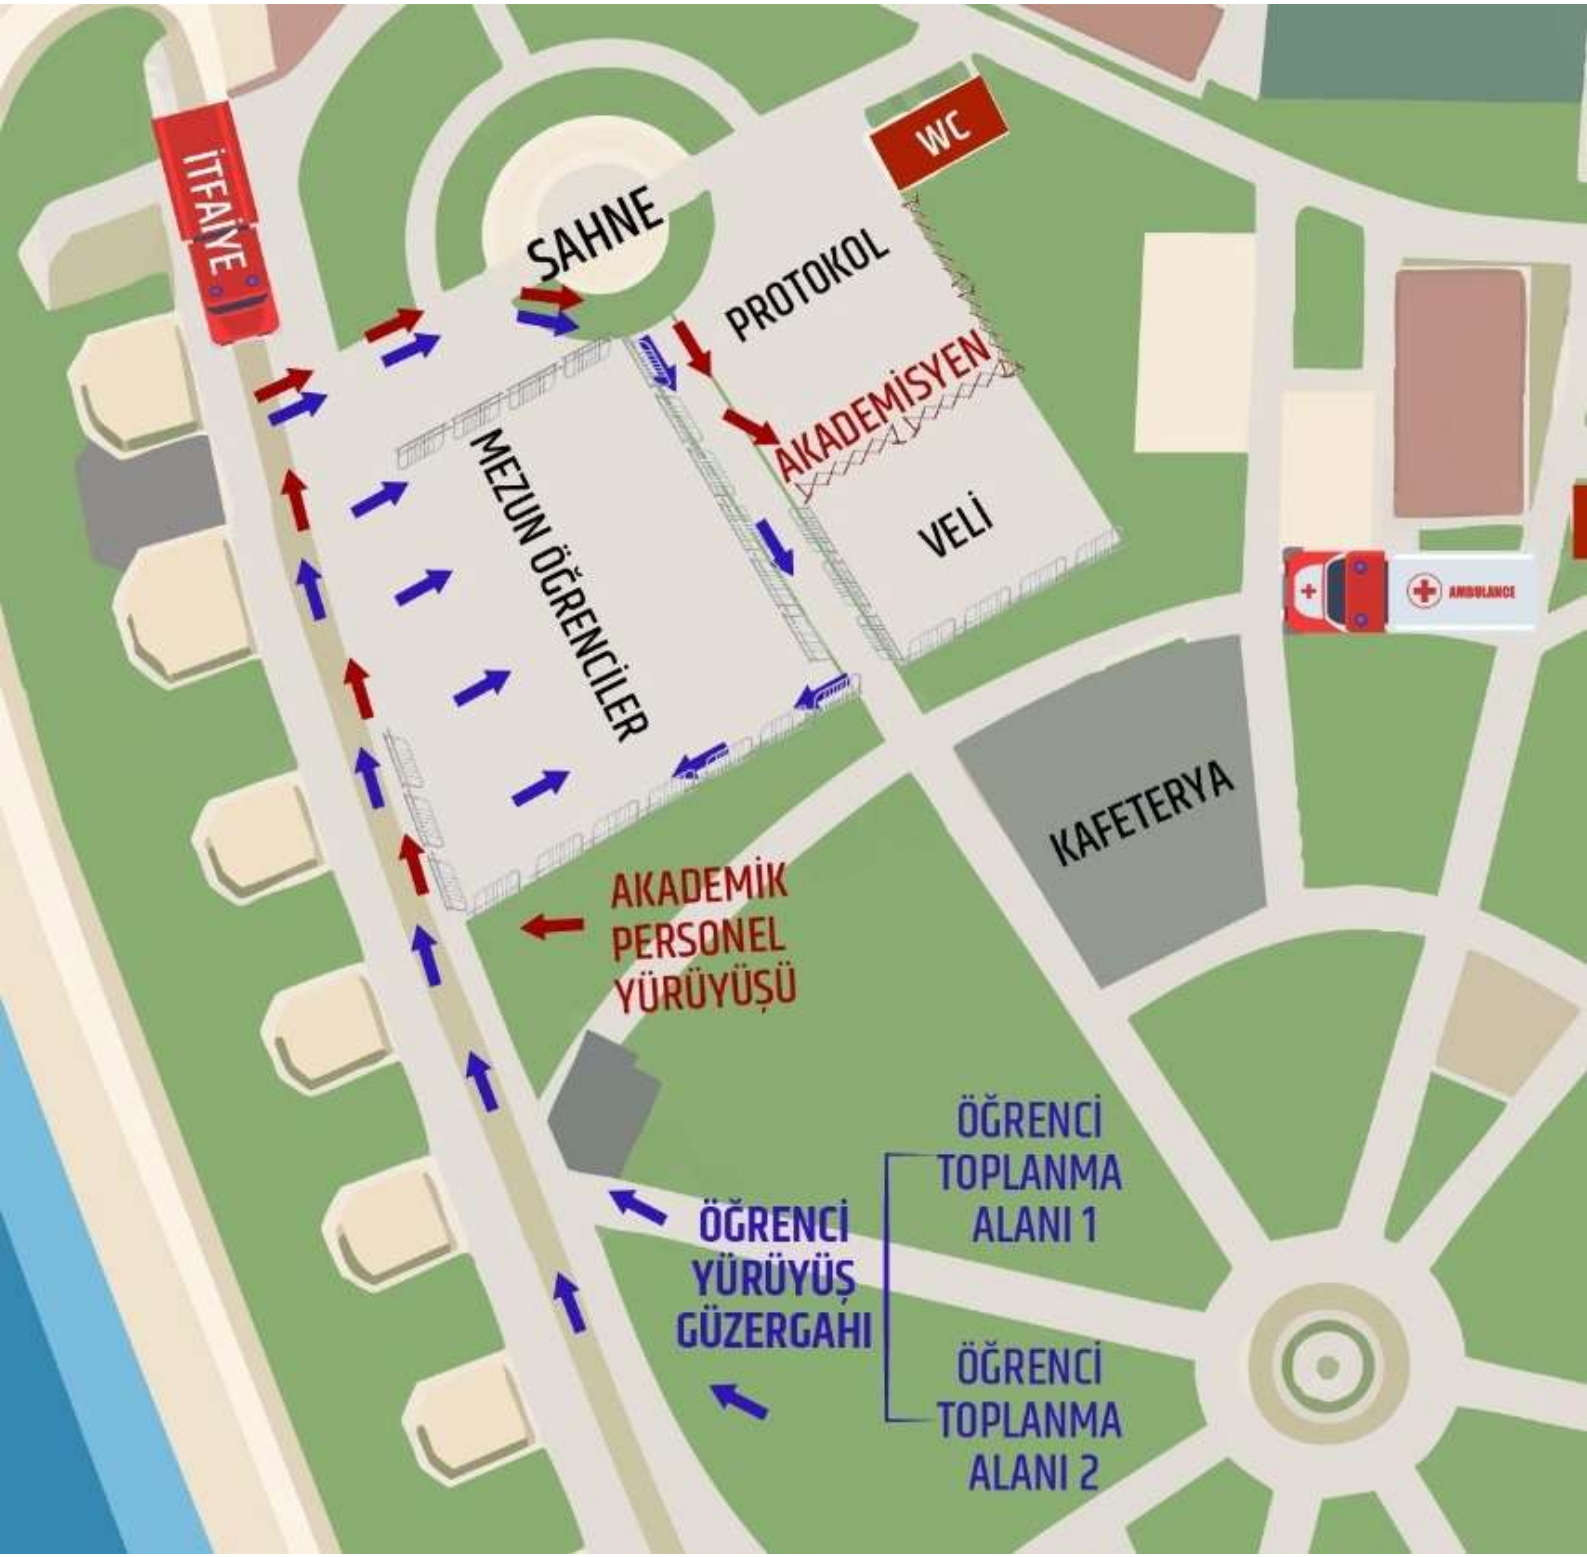 İTFAİYE
WC
SAHNE
PROTOKOL
AKADEMİSYEN
MEZUN ÖĞRENCİLER
VELİ
AMBULANCE
KAFETERYA
AKADEMİK
PERSONEL
YÜRÜYÜŞÜ
ÖĞRENCİ
TOPLANMA
ALANI 1
ÖĞRENCİ
YÜRÜYÜŞ
GÜZERGAHI
ÖĞRENCİ
TOPLANMA
ALANI 2